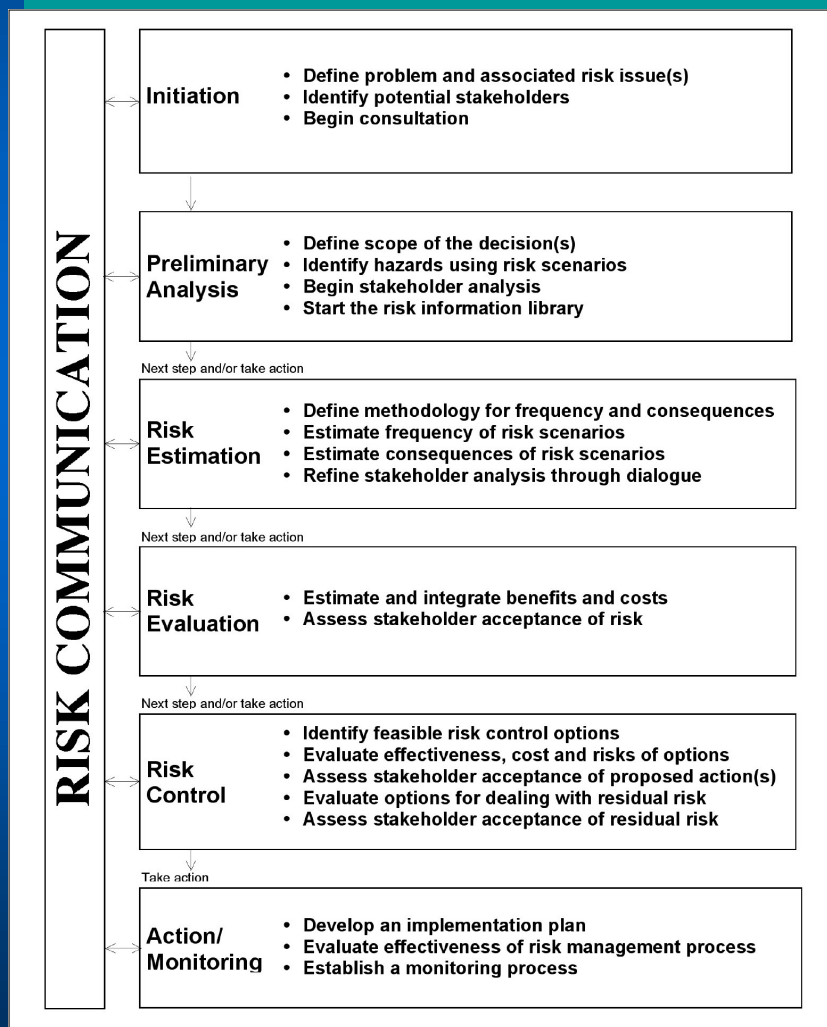 RISK COMMUNICATION
Initiation
• Define problem and associated risk issue(s)
• Identify potential stakeholders
• Begin consultation
Preliminary
Analysis
• Define scope of the decision(s)
• Identify hazards using risk scenarios
• Begin stakeholder analysis
• Start the risk information library
Next step and/or take action
Risk
Estimation
• Define methodology for frequency and consequences
• Estimate frequency of risk scenarios
• Estimate consequences of risk scenarios
• Refine stakeholder analysis through dialogue
Next step and/or take action
Risk
Evaluation
• Estimate and integrate benefits and costs
• Assess stakeholder acceptance of risk
Next step and/or take action
Risk
Control
• Identify feasible risk control options
• Evaluate effectiveness, cost and risks of options
• Assess stakeholder acceptance of proposed action(s)
• Evaluate options for dealing with residual risk
• Assess stakeholder acceptance of residual risk
Take action
Action/
Monitoring
• Develop an implementation plan
• Evaluate effectiveness of risk management process
• Establish a monitoring process